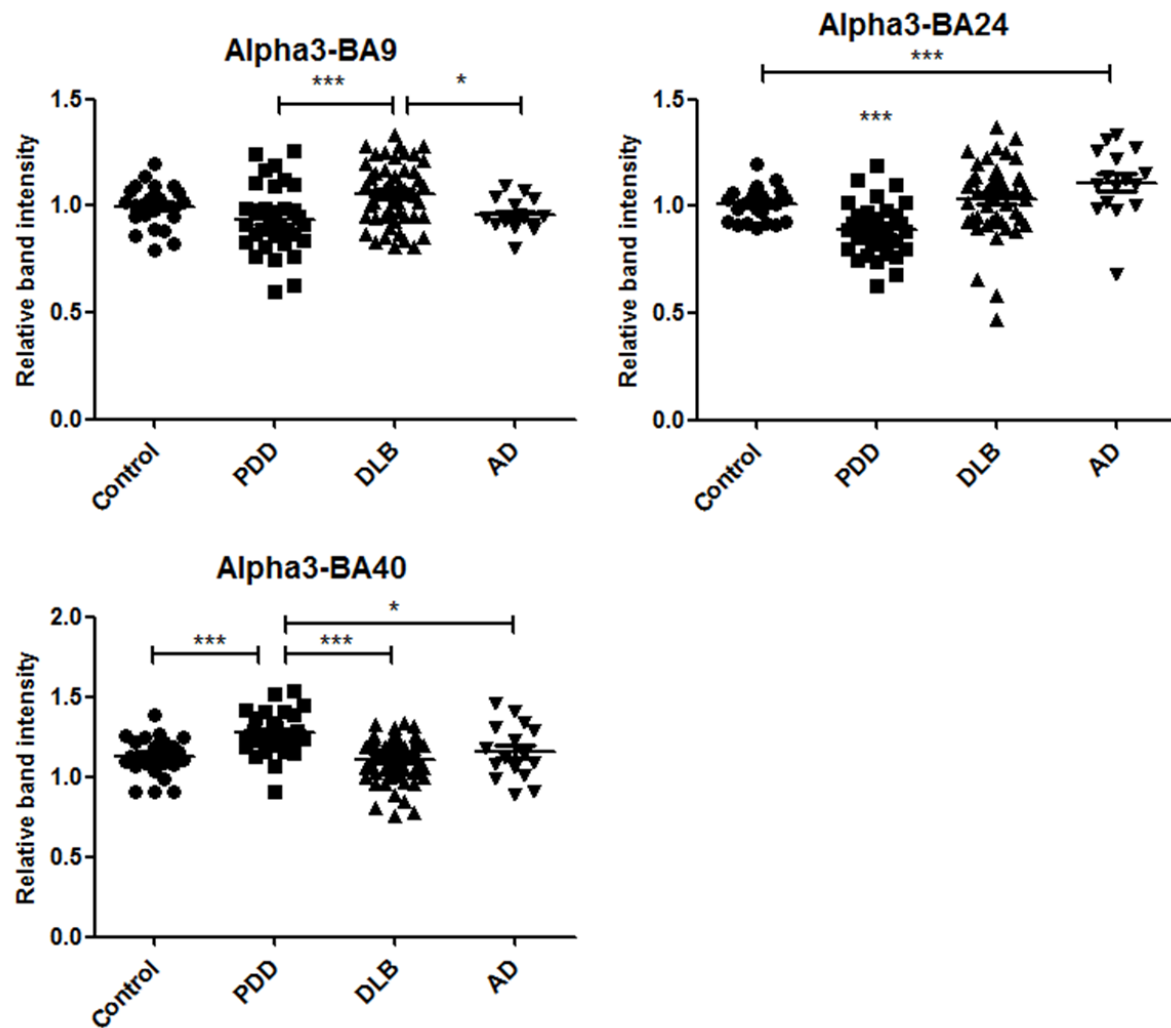 Alpha3-BA9
*** *
Relative band intensity
1.5
1.0
0.5
0.0
Control PDD DLB AD
Alpha3-BA24
***
***
Relative band intensity
1.5
1.0
0.5
0.0
Control PDD DLB AD
Alpha3-BA40
*
*** ***
Relative band intensity
2.0
1.5
1.0
0.5
0.0
Control PDD DLB AD